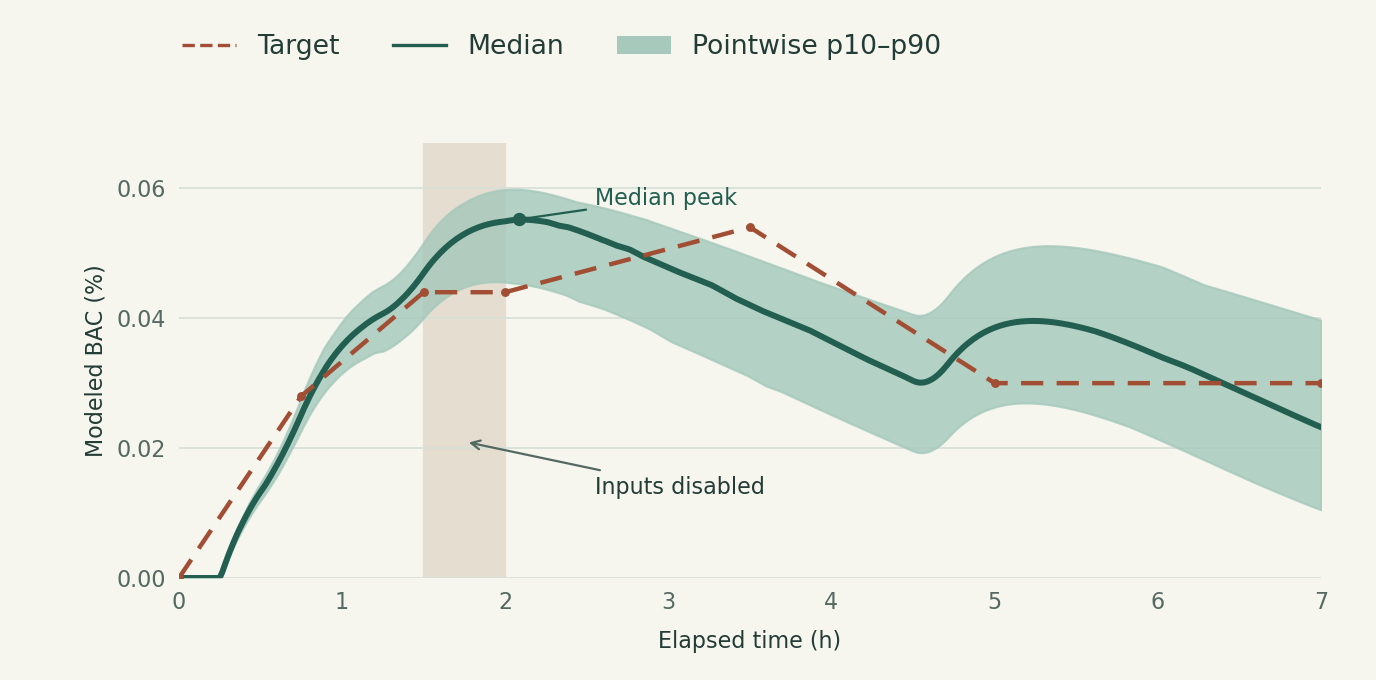 Target Median Pointwise p10–p90
Modeled BAC (%)
0.06
0.04
0.02
0.00
Median peak
Inputs disabled
0 1 2 3 4 5 6 7
Elapsed time (h)